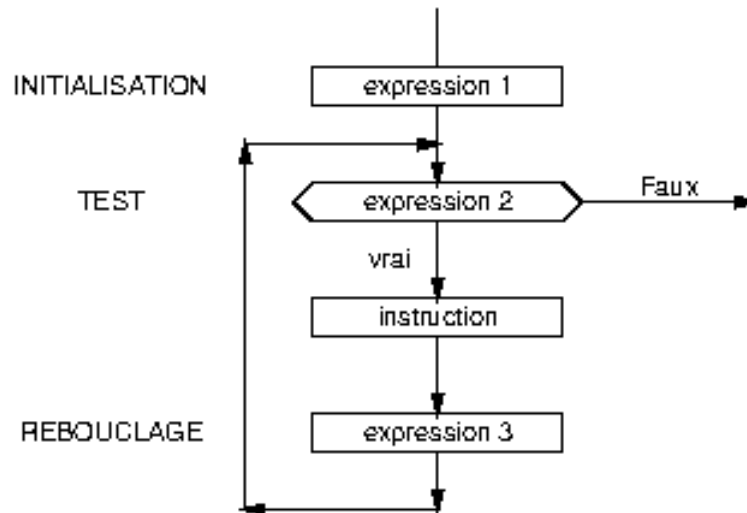 INITIALISATION expression 1
TEST expression 2 Faux
vrai
instruction
REBOUCLAGE expression 3